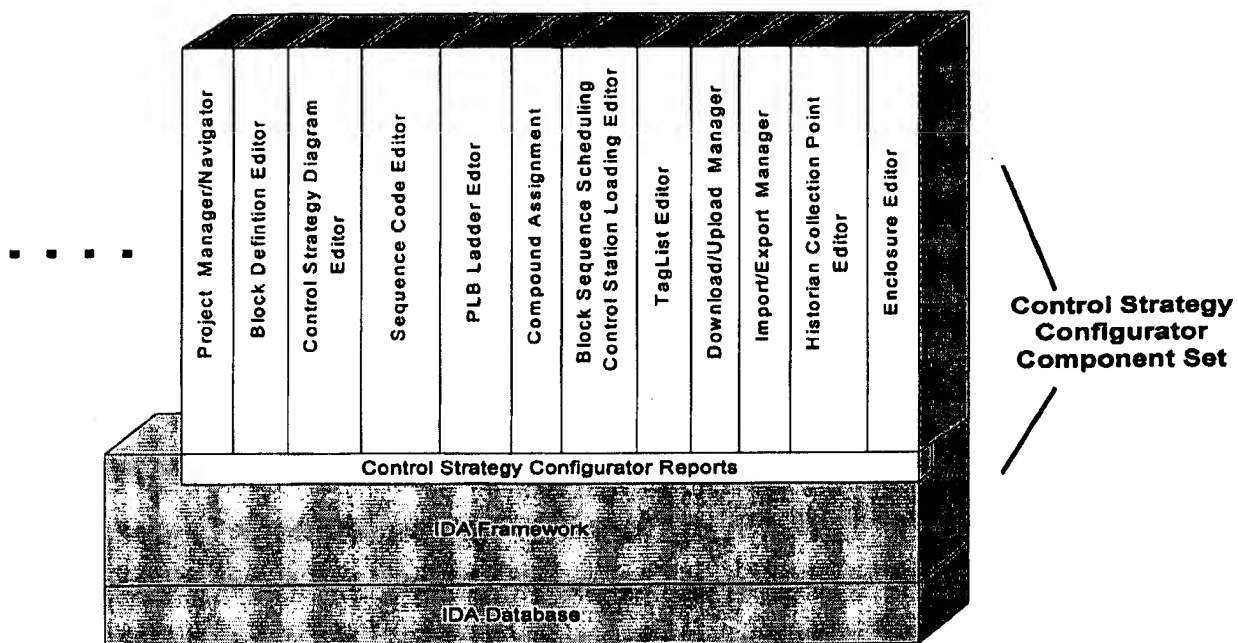 Project Manager/Navigator
Block Defintion Editor
Control Strategy Diagram
Editor
Sequence Code Editor
PLB Ladder Edtor
Compound Assignment
Block Sequence Scheduling
Control Station Loading Editor
TagList Editor
Download/Upload Manager
Import/Export Manager
Historian Collection Point
Editor
Enclosure Editor
Control Strategy
Configurator
Component Set
Control Strategy Configurator Reports
IDA Framework
IDA Database